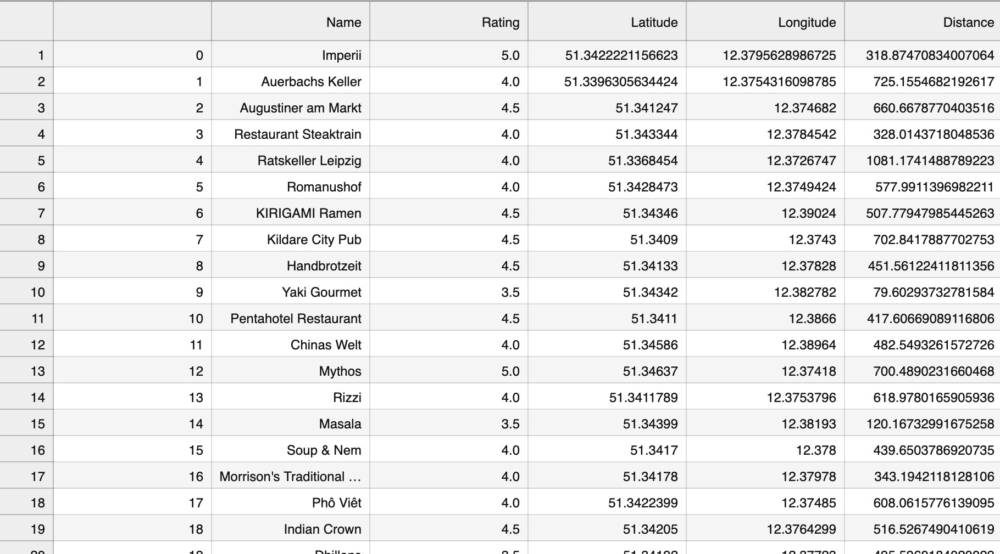 Name Rating Latitude Longitude Distance
1 0 Imperii 5.0 51.3422221156623 12.3795628986725 318.87470834007064
2 1 Auerbachs Keller 4.0 51.3396305634424 12.3754316098785 725.1554682192617
3 2 Augustiner am Markt 4.5 51.341247 12.374682 660.6678770403516
4 3 Restaurant Steaktrain 4.0 51.343344 12.3784542 328.0143718048536
5 4 Ratskeller Leipzig 4.0 51.3368454 12.3726747 1081.1741488789223
6 5 Romanushof 4.0 51.3428473 12.3749424 577.9911396982211
7 6 KIRIGAMI Ramen 4.5 51.34346 12.39024 507.77947985445263
8 7 Kildare City Pub 4.5 51.3409 12.3743 702.8417887702753
9 8 Handbrotzeit 4.5 51.34133 12.37828 451.56122411811356
10 9 Yaki Gourmet 3.5 51.34342 12.382782 79.60293732781584
11 10 Pentahotel Restaurant 4.5 51.3411 12.3866 417.60669089116806
12 11 Chinas Welt 4.0 51.34586 12.38964 482.5493261572726
13 12 Mythos 5.0 51.34637 12.37418 700.4890231660468
14 13 Rizzi 4.0 51.3411789 12.3753796 618.9780165905936
15 14 Masala 3.5 51.34399 12.38193 120.16732991675258
16 15 Soup & Nem 4.0 51.3417 12.378 439.6503786920735
17 16 Morrison's Traditional … 4.0 51.34178 12.37978 343.1942118128106
18 17 Phô Viêt 4.0 51.3422399 12.37485 608.0615776139095
19 18 Indian Crown 4.5 51.34205 12.3764299 516.5267490410619